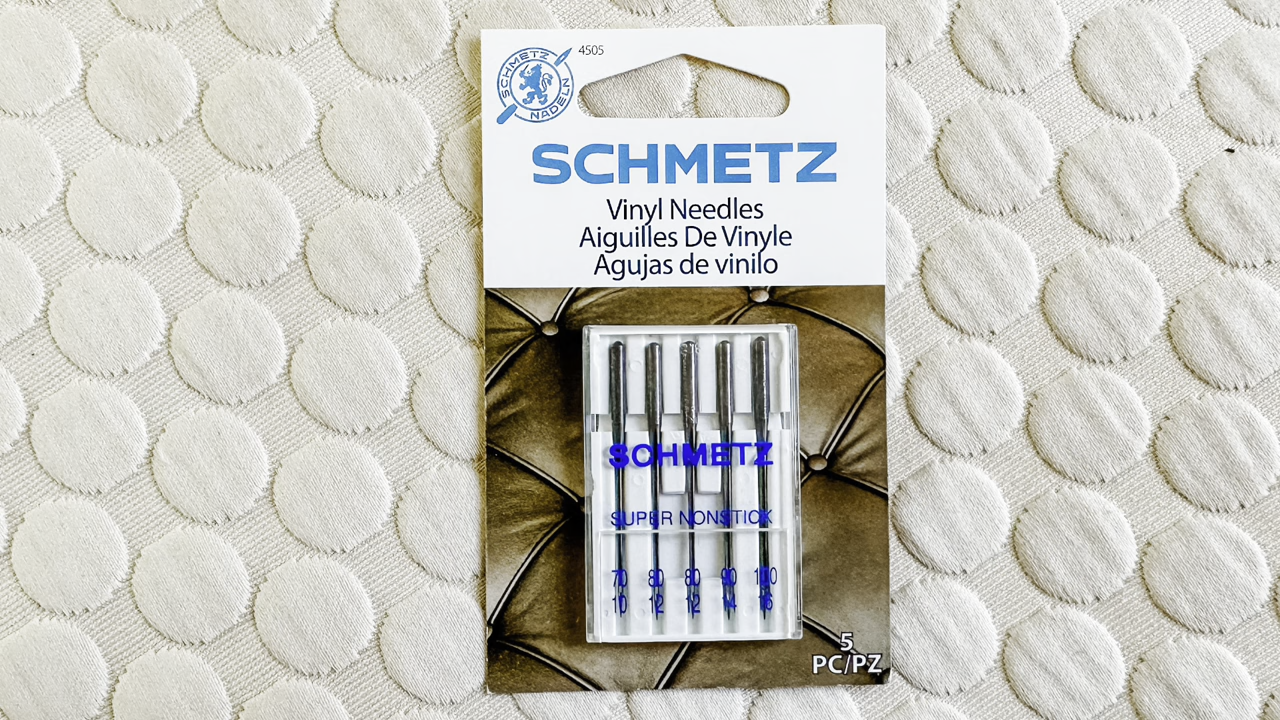 4505
SCHMETZ
NADELN
SCHMETZ
Vinyl Needles
Aiguilles De Vinyle
Agujas de vinilo
SCHMETZ
SUPER NONSTICK
70 80 80 90 100
10 12 12 14 16
5
PC/PZ